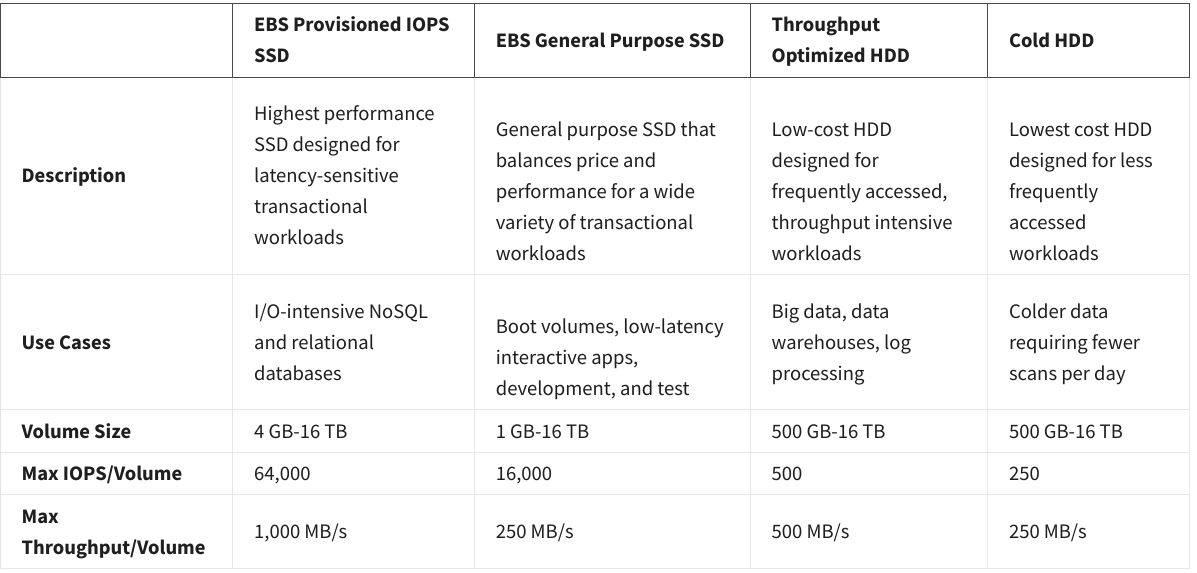 EBS Provisioned IOPS
SSD
EBS General Purpose SSD
Throughput
Optimized HDD
Cold HDD
Description
Highest performance
SSD designed for
latency-sensitive
transactional
workloads
General purpose SSD that
balances price and
performance for a wide
variety of transactional
workloads
Low-cost HDD
designed for
frequently accessed,
throughput intensive
workloads
Lowest cost HDD
designed for less
frequently
accessed
workloads
Use Cases
I/O-intensive NoSQL
and relational
databases
Boot volumes, low-latency
interactive apps,
development, and test
Big data, data
warehouses, log
processing
Colder data
requiring fewer
scans per day
Volume Size
4 GB-16 TB
1 GB-16 TB
500 GB-16 TB
500 GB-16 TB
Max IOPS/Volume
64,000
16,000
500
250
Max
Throughput/Volume
1,000 MB/s
250 MB/s
500 MB/s
250 MB/s